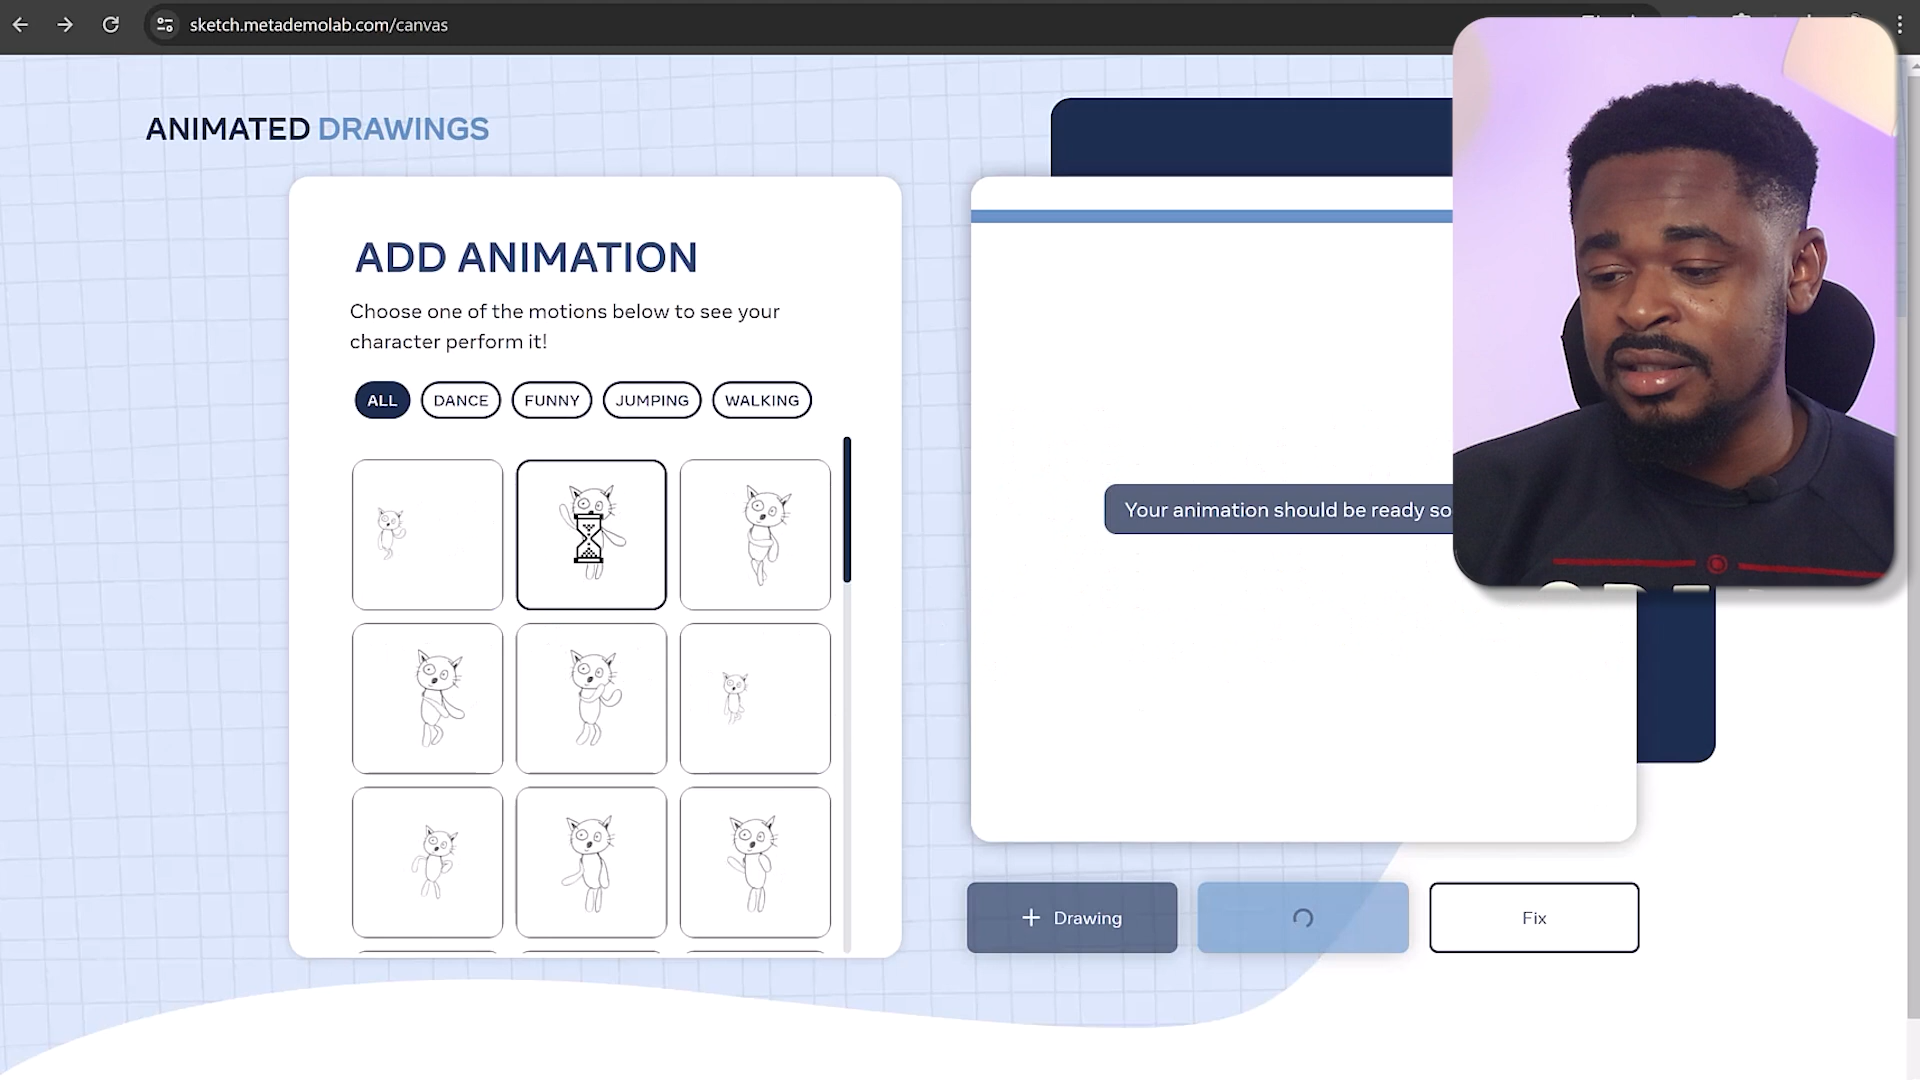 sketch.metademolab.com/canvas
ANIMATED DRAWINGS
ADD ANIMATION
Choose one of the motions below to see your
character perform it!
ALL
DANCE
FUNNY
JUMPING
WALKING
Your animation should be ready so
+ Drawing
Fix